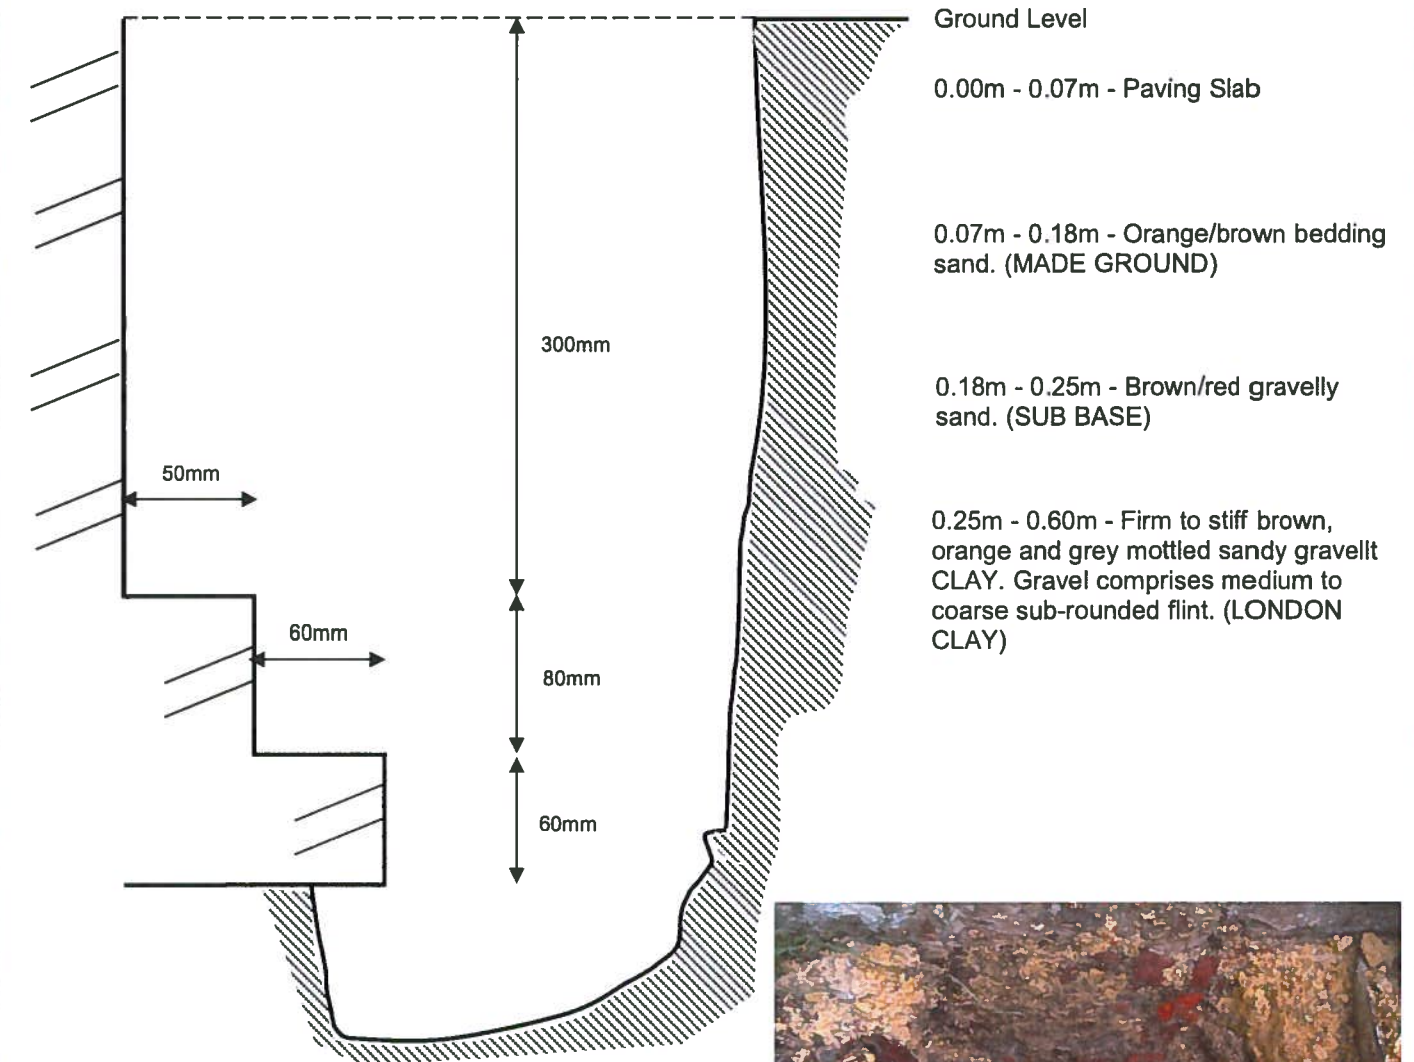 Ground Level
0.00m - 0.07m - Paving Slab
0.07m - 0.18m - Orange/brown bedding
sand. (MADE GROUND)
300mm
0.18m - 0.25m - Brown/red gravelly
sand. (SUB BASE)
50mm
0.25m - 0.60m - Firm to stiff brown,
orange and grey mottled sandy gravellt
CLAY. Gravel comprises medium to
coarse sub-rounded flint. (LONDON
CLAY)
60mm
80mm
60mm